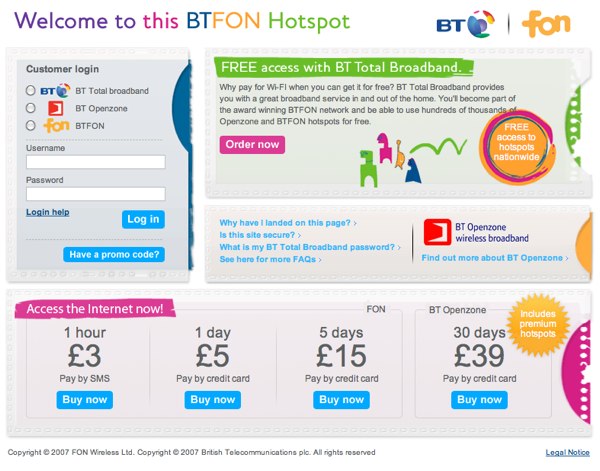 Welcome to this BTFON Hotspot
BT fon
Customer login
BT BT Total broadband
BT Openzone
fon BTFON
Username
Password
Login help
Log in
Have a promo code?
FREE access with BT Total Broadband.
Why pay for Wi-Fi when you can get it for free? BT Total Broadband provides
you with a great broadband service in and out of the home. You'll become part of
the award winning BTFON network and be able to use hundreds of thousands of
Openzone and BTFON hotspots for free.
Order now
FREE
access to
hotspots
nationwide
Why have I landed on this page? ›
Is this site secure? ›
What is my BT Total Broadband password? ›
See here for more FAQs ›
BT Openzone
wireless broadband
Find out more about BT Openzone ›
Access the Internet now!
FON
BT Openzone
Includes
premium
hotspots
1 hour
£3
Pay by SMS
Buy now
1 day
£5
Pay by credit card
Buy now
5 days
£15
Pay by credit card
Buy now
30 days
£39
Pay by credit card
Buy now
Copyright © 2007 FON Wireless Ltd. Copyright © 2007 British Telecommunications plc. All rights reserved
Legal Notice